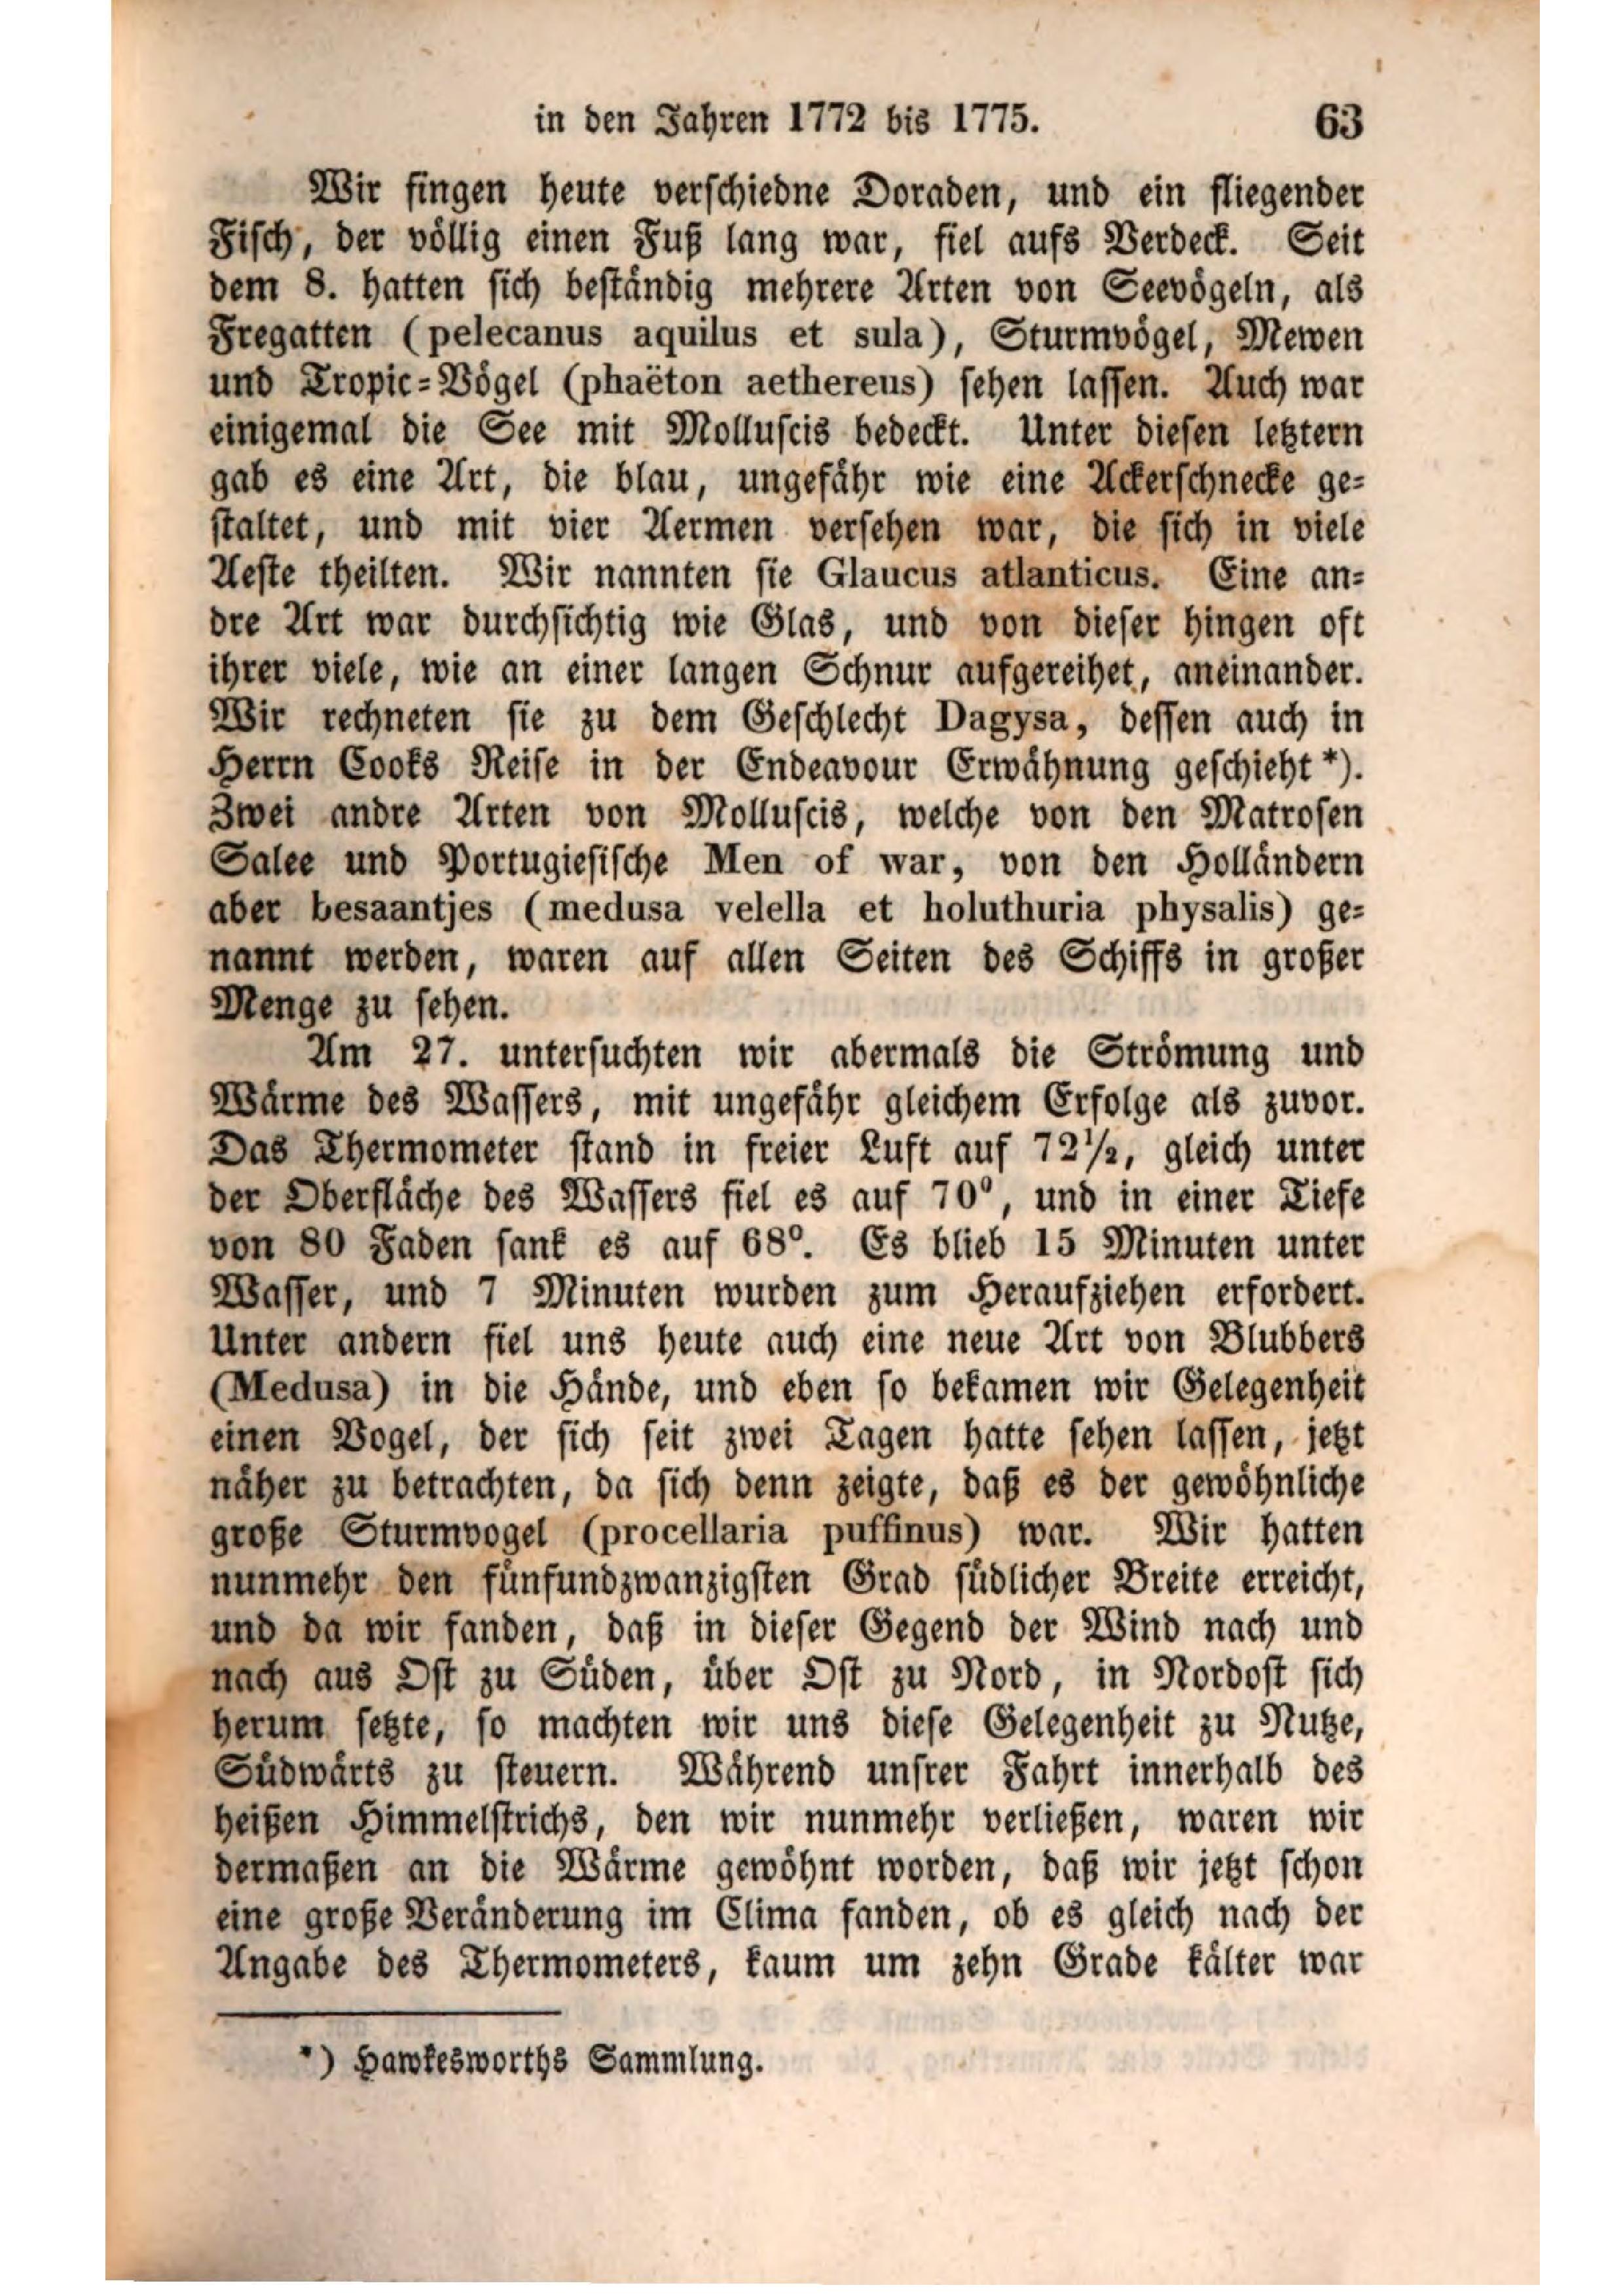 in den Jahren 1772 bis 1775. 63
Wir fingen heute verschiedne Doraden, und ein fliegender
Fisch, der völlig einen Fuß lang war, fiel aufs Verdeck. Seit
dem 8. hatten sich beständig mehrere Arten von Seevögeln, als
Fregatten (pelecanus aquilus et sula), Sturmvögel, Mewen
und Tropic-Vögel (phaëton aethereus) sehen lassen. Auch war
einigemal die See mit Molluscis bedeckt. Unter diesen letztern
gab es eine Art, die blau, ungefähr wie eine Ackerschnecke ge-
staltet, und mit vier Aermen versehen war, die sich in viele
Aeste theilten. Wir nannten sie Glaucus atlanticus. Eine an-
dre Art war durchsichtig wie Glas, und von dieser hingen oft
ihrer viele, wie an einer langen Schnur aufgereihet, aneinander.
Wir rechneten sie zu dem Geschlecht Dagysa, dessen auch in
Herrn Cooks Reise in der Endeavour Erwähnung geschieht *).
Zwei andre Arten von Molluscis, welche von den Matrosen
Salee und Portugiesische Men of war, von den Holländern
aber besaantjes (medusa velella et holuthuria physalis) ge-
nannt werden, waren auf allen Seiten des Schiffs in großer
Menge zu sehen.
Am 27. untersuchten wir abermals die Strömung und
Wärme des Wassers, mit ungefähr gleichem Erfolge als zuvor.
Das Thermometer stand in freier Luft auf 72½, gleich unter
der Oberfläche des Wassers fiel es auf 70°, und in einer Tiefe
von 80 Faden sank es auf 68°. Es blieb 15 Minuten unter
Wasser, und 7 Minuten wurden zum Heraufziehen erfordert.
Unter andern fiel uns heute auch eine neue Art von Blubbers
(Medusa) in die Hände, und eben so bekamen wir Gelegenheit
einen Vogel, der sich seit zwei Tagen hatte sehen lassen, jetzt
näher zu betrachten, da sich denn zeigte, daß es der gewöhnliche
große Sturmvogel (procellaria puffinus) war. Wir hatten
nunmehr den fünfundzwanzigsten Grad südlicher Breite erreicht,
und da wir fanden, daß in dieser Gegend der Wind nach und
nach aus Ost zu Süden, über Ost zu Nord, in Nordost sich
herum setzte, so machten wir uns diese Gelegenheit zu Nutze,
Südwärts zu steuern. Während unsrer Fahrt innerhalb des
heißen Himmelstrichs, den wir nunmehr verließen, waren wir
dermaßen an die Wärme gewöhnt worden, daß wir jetzt schon
eine große Veränderung im Clima fanden, ob es gleich nach der
Angabe des Thermometers, kaum um zehn Grade kälter war
*) Hawkesworths Sammlung.